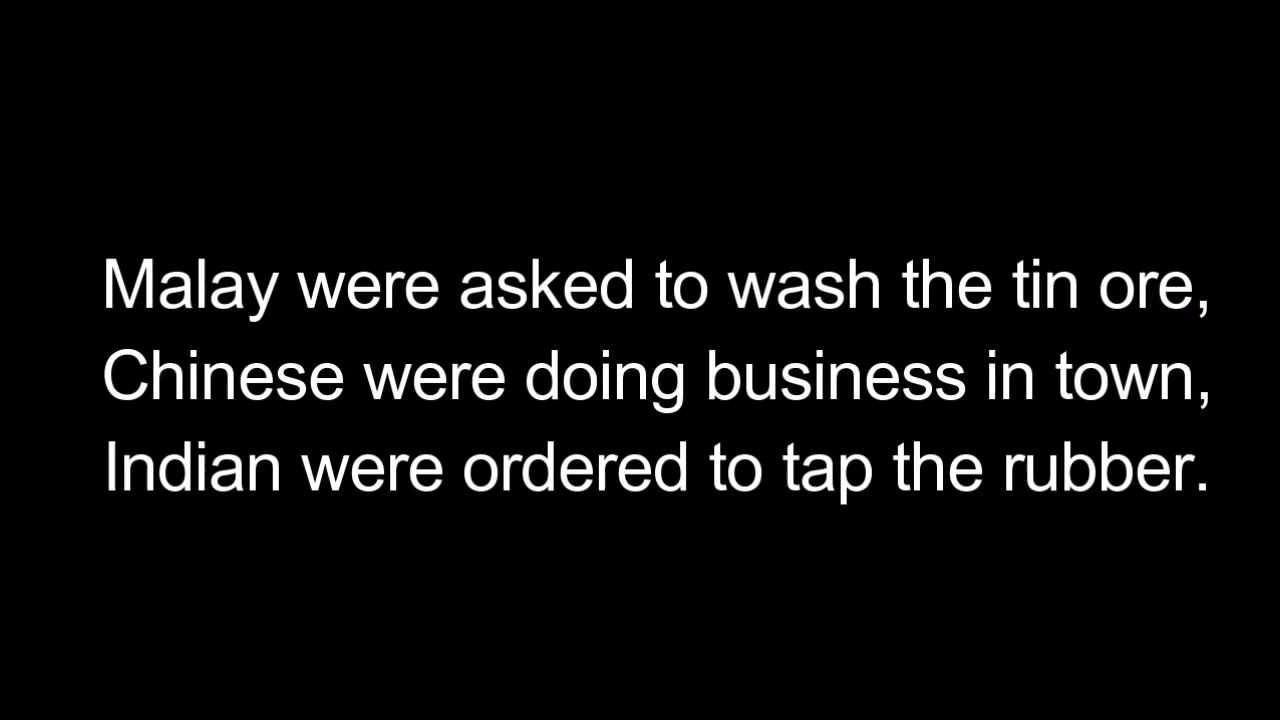 Malay were asked to wash the tin ore,
Chinese were doing business in town,
Indian were ordered to tap the rubber.